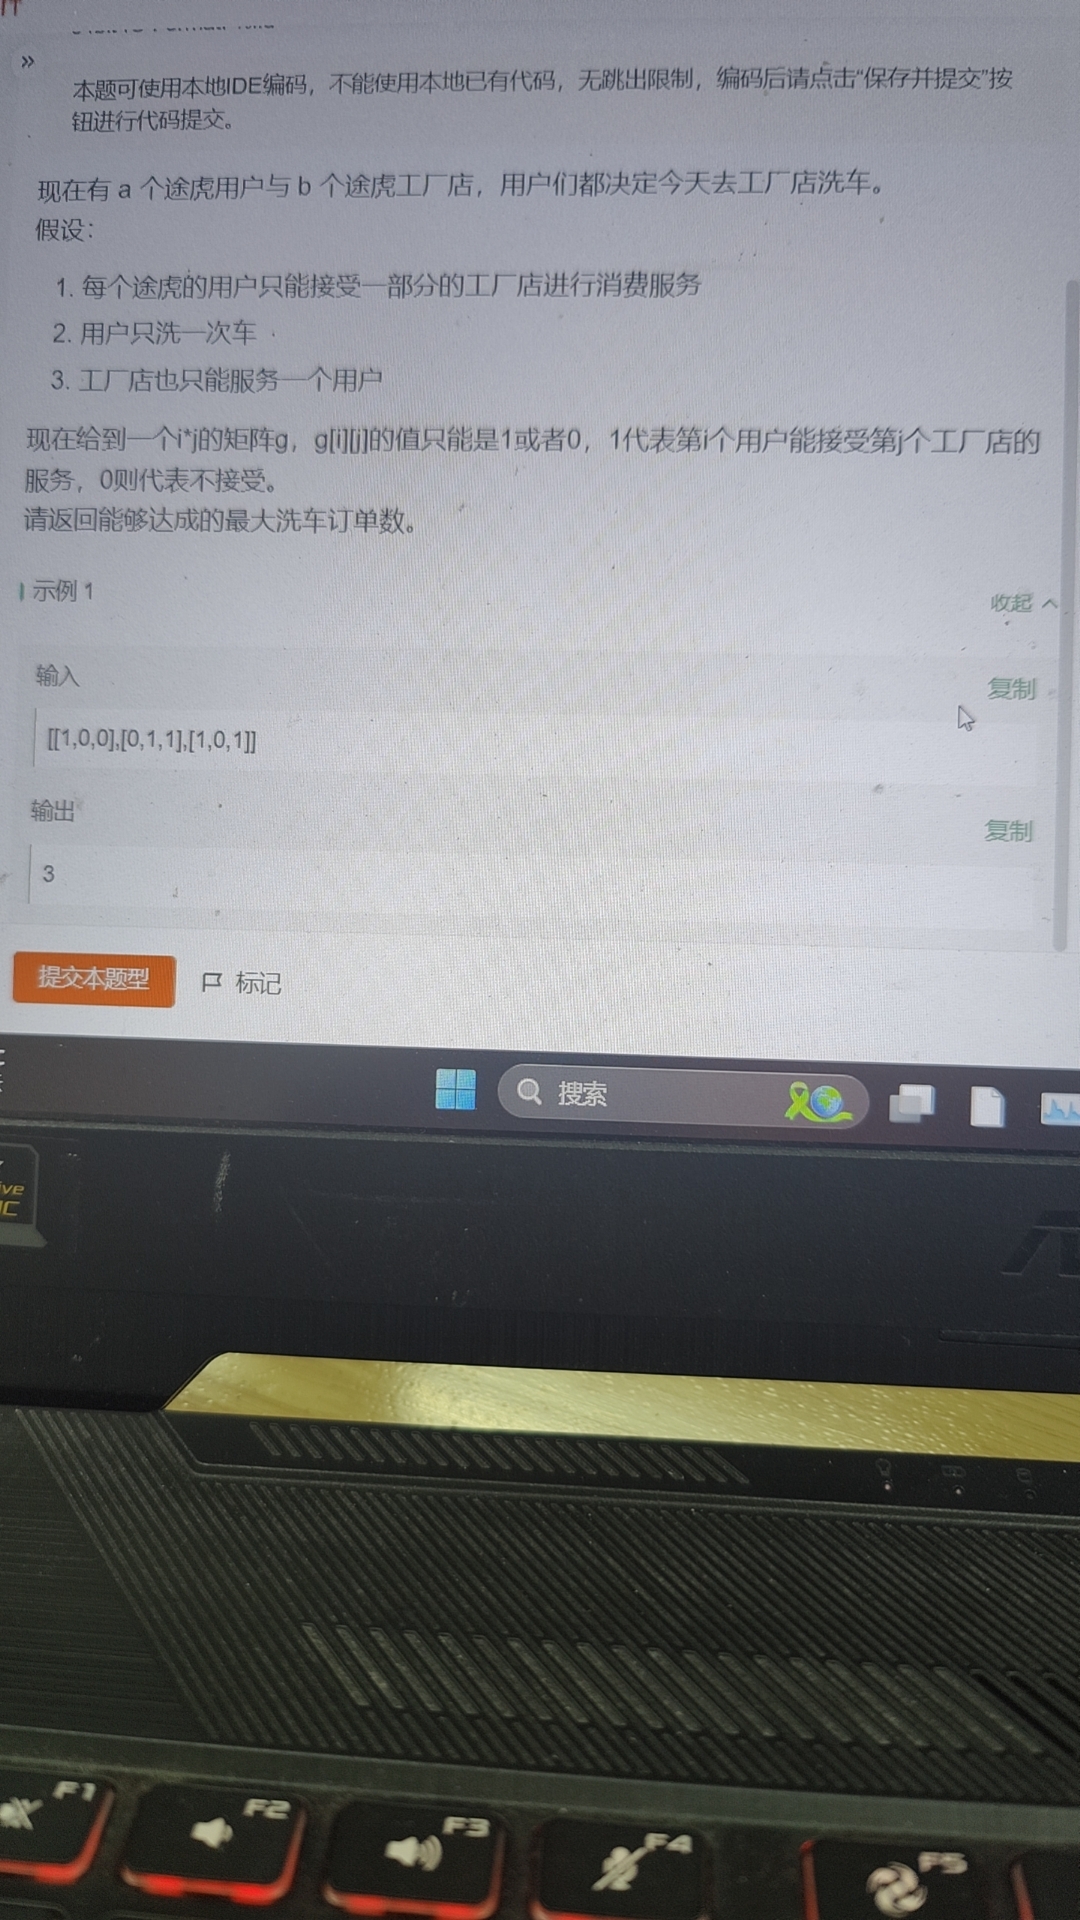 »
本题可使用本地IDE编码，不能使用本地已有代码，无跳出限制，编码后请点击“保存并提交”按
钮进行代码提交。
现在有 a 个途虎用户与 b 个途虎工厂店，用户们都决定今天去工厂店洗车。
假设：
1. 每个途虎的用户只能接受一部分的工厂店进行消费服务
2. 用户只洗一次车
3. 工厂店也只能服务一个用户
现在给到一个i*j的矩阵g，g[i][j]的值只能是1或者0，1代表第i个用户能接受第j个工厂店的
服务，0则代表不接受。
请返回能够达成的最大洗车订单数。
示例 1
收起
输入
复制
[[1,0,0],[0,1,1],[1,0,1]]
输出
复制
3
提交本题型
标记
搜索
F1
F2
F3
F4
F5